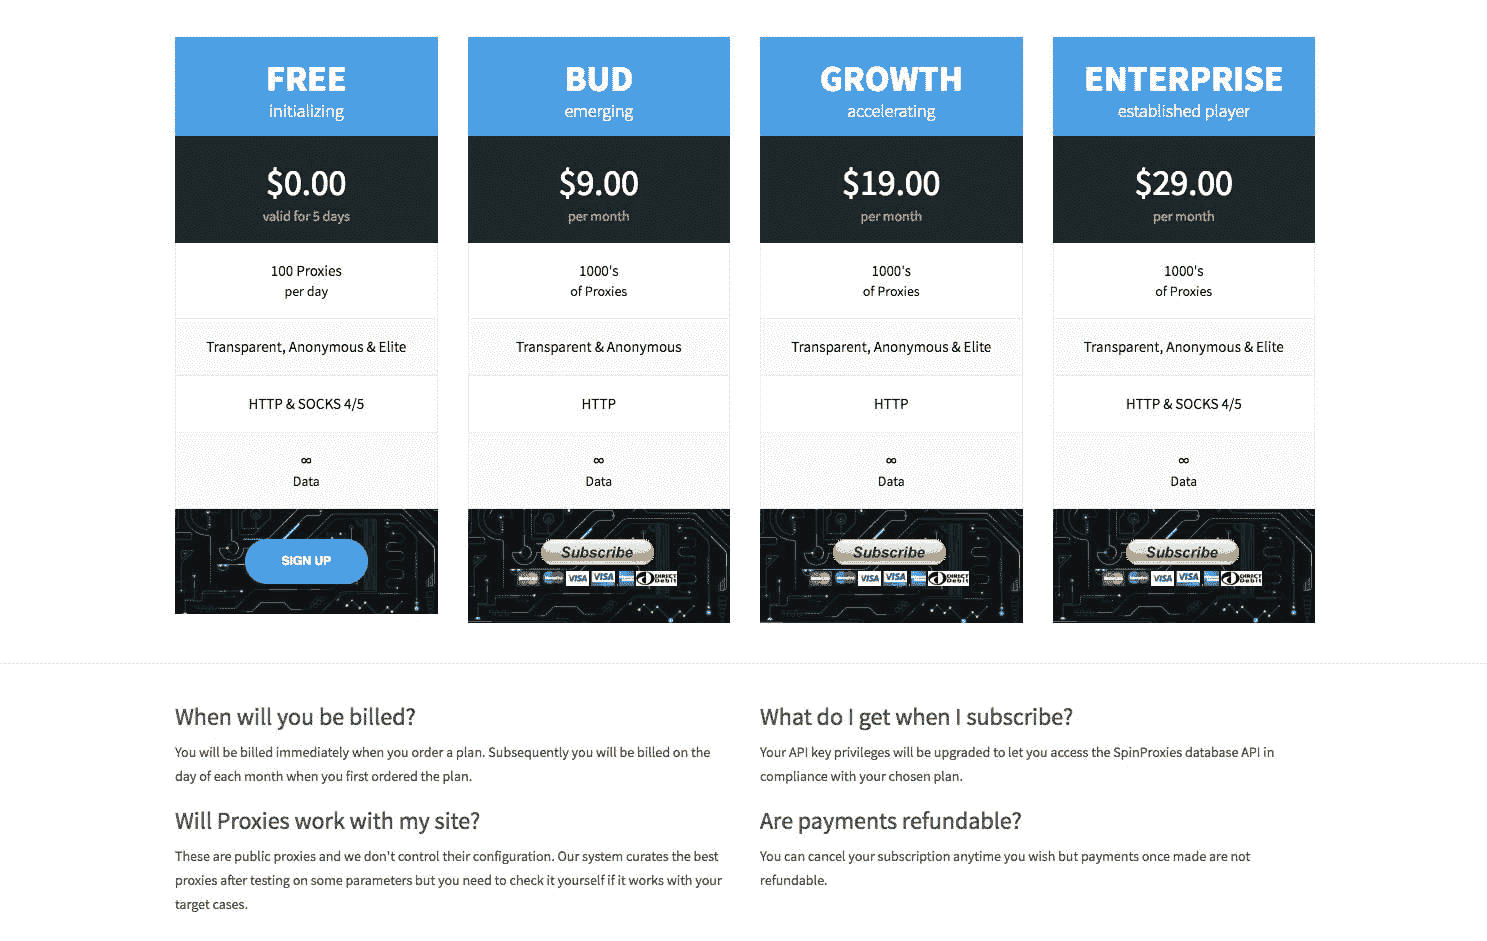 FREE
initializing
$0.00
valid for 5 days
100 Proxies
per day
Transparent, Anonymous & Elite
HTTP & SOCKS 4/5
∞
Data
SIGN UP
BUD
emerging
$9.00
per month
1000's
of Proxies
Transparent & Anonymous
HTTP
∞
Data
Subscribe
VISA VISA DIRECT
Debit
GROWTH
accelerating
$19.00
per month
1000's
of Proxies
Transparent, Anonymous & Elite
HTTP
∞
Data
Subscribe
VISA VISA DIRECT
Debit
ENTERPRISE
established player
$29.00
per month
1000's
of Proxies
Transparent, Anonymous & Elite
HTTP & SOCKS 4/5
∞
Data
Subscribe
VISA VISA DIRECT
Debit
When will you be billed?
You will be billed immediately when you order a plan. Subsequently you will be billed on the
day of each month when you first ordered the plan.
Will Proxies work with my site?
These are public proxies and we don't control their configuration. Our system curates the best
proxies after testing on some parameters but you need to check it yourself if it works with your
target cases.
What do I get when I subscribe?
Your API key privileges will be upgraded to let you access the SpinProxies database API in
compliance with your chosen plan.
Are payments refundable?
You can cancel your subscription anytime you wish but payments once made are not
refundable.